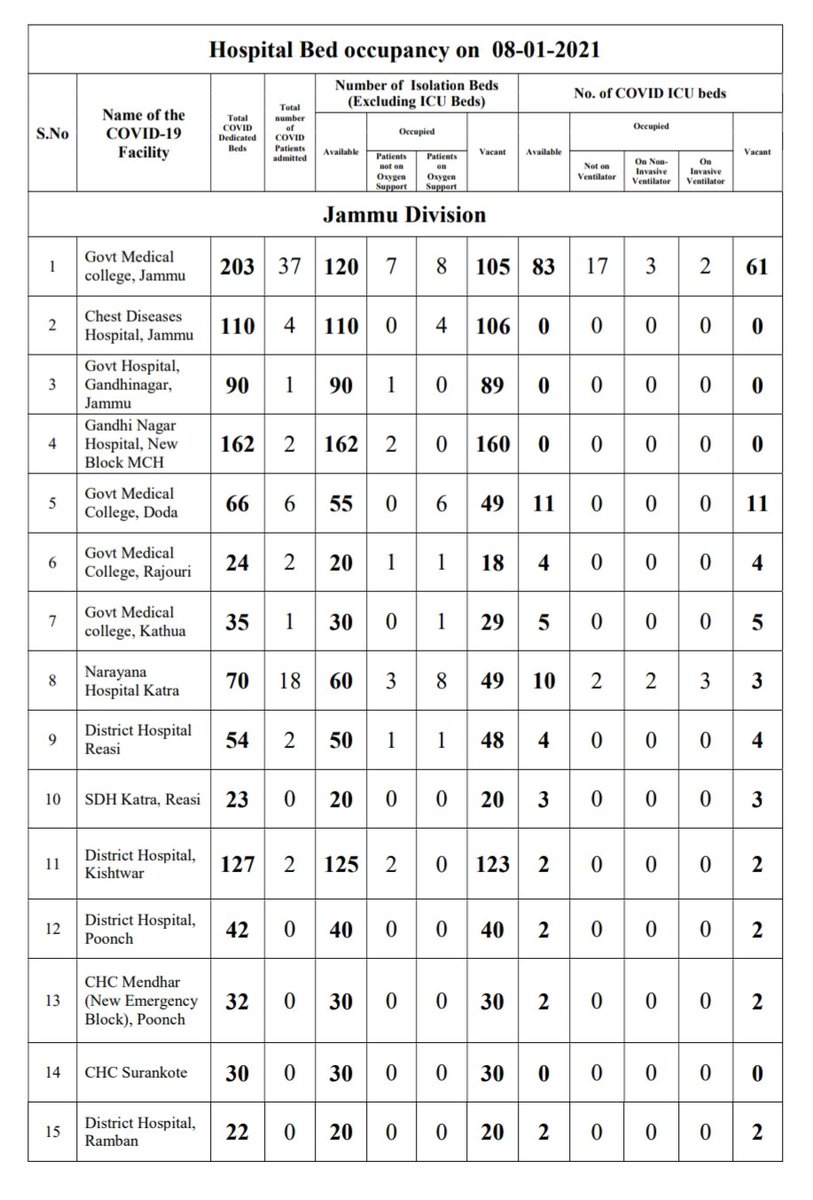 Hospital Bed occupancy on 08-01-2021
S.No
Name of the
COVID-19
Facility
Total
COVID
Dedicated
Beds
Total
number
of
COVID
Patients
admitted
Number of Isolation Beds
(Excluding ICU Beds)
Available
Occupied
Patients
not on
Oxygen
Support
Patients
on
Oxygen
Support
Vacant
No. of COVID ICU beds
Available
Occupied
Not on
Ventilator
On Non-
Invasive
Ventilator
On
Invasive
Ventilator
Vacant
Jammu Division
1 Govt Medical
college, Jammu 203 37 120 7 8 105 83 17 3 2 61
2 Chest Diseases
Hospital, Jammu 110 4 110 0 4 106 0 0 0 0 0
3 Govt Hospital,
Gandhinagar,
Jammu 90 1 90 1 0 89 0 0 0 0 0
4 Gandhi Nagar
Hospital, New
Block MCH 162 2 162 2 0 160 0 0 0 0 0
5 Govt Medical
College, Doda 66 6 55 0 6 49 11 0 0 0 11
6 Govt Medical
College, Rajouri 24 2 20 1 1 18 4 0 0 0 4
7 Govt Medical
college, Kathua 35 1 30 0 1 29 5 0 0 0 5
8 Narayana
Hospital Katra 70 18 60 3 8 49 10 2 2 3 3
9 District Hospital
Reasi 54 2 50 1 1 48 4 0 0 0 4
10 SDH Katra, Reasi 23 0 20 0 0 20 3 0 0 0 3
11 District Hospital,
Kishtwar 127 2 125 2 0 123 2 0 0 0 2
12 District Hospital,
Poonch 42 0 40 0 0 40 2 0 0 0 2
13 CHC Mendhar
(New Emergency
Block), Poonch 32 0 30 0 0 30 2 0 0 0 2
14 CHC Surankote 30 0 30 0 0 30 0 0 0 0 0
15 District Hospital,
Ramban 22 0 20 0 0 20 2 0 0 0 2